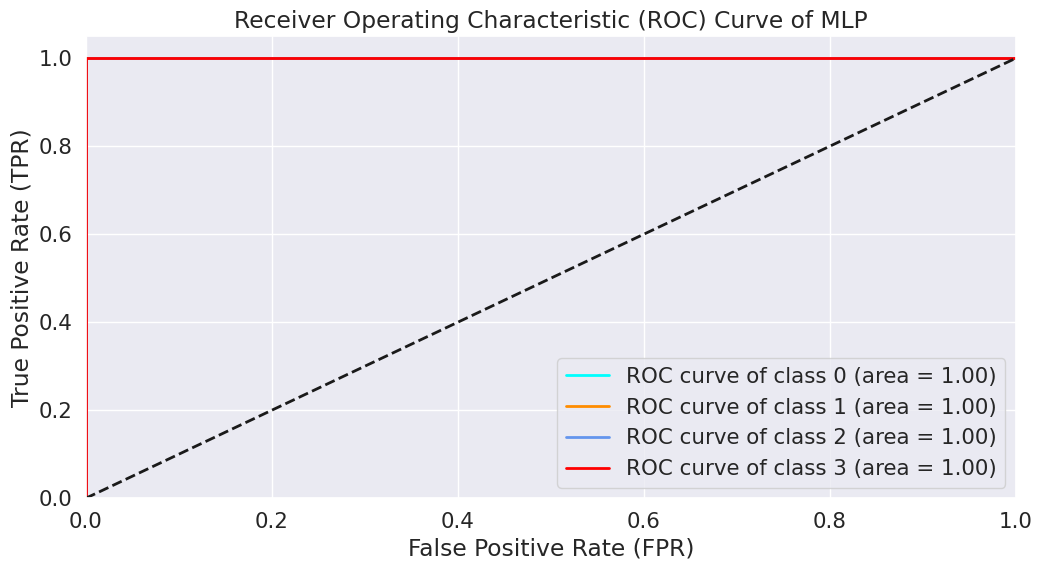 Receiver Operating Characteristic (ROC) Curve of MLP
True Positive Rate (TPR)
1.0
0.8
0.6
0.4
0.2
0.0
ROC curve of class 0 (area = 1.00)
ROC curve of class 1 (area = 1.00)
ROC curve of class 2 (area = 1.00)
ROC curve of class 3 (area = 1.00)
0.0 0.2 0.4 0.6 0.8 1.0
False Positive Rate (FPR)